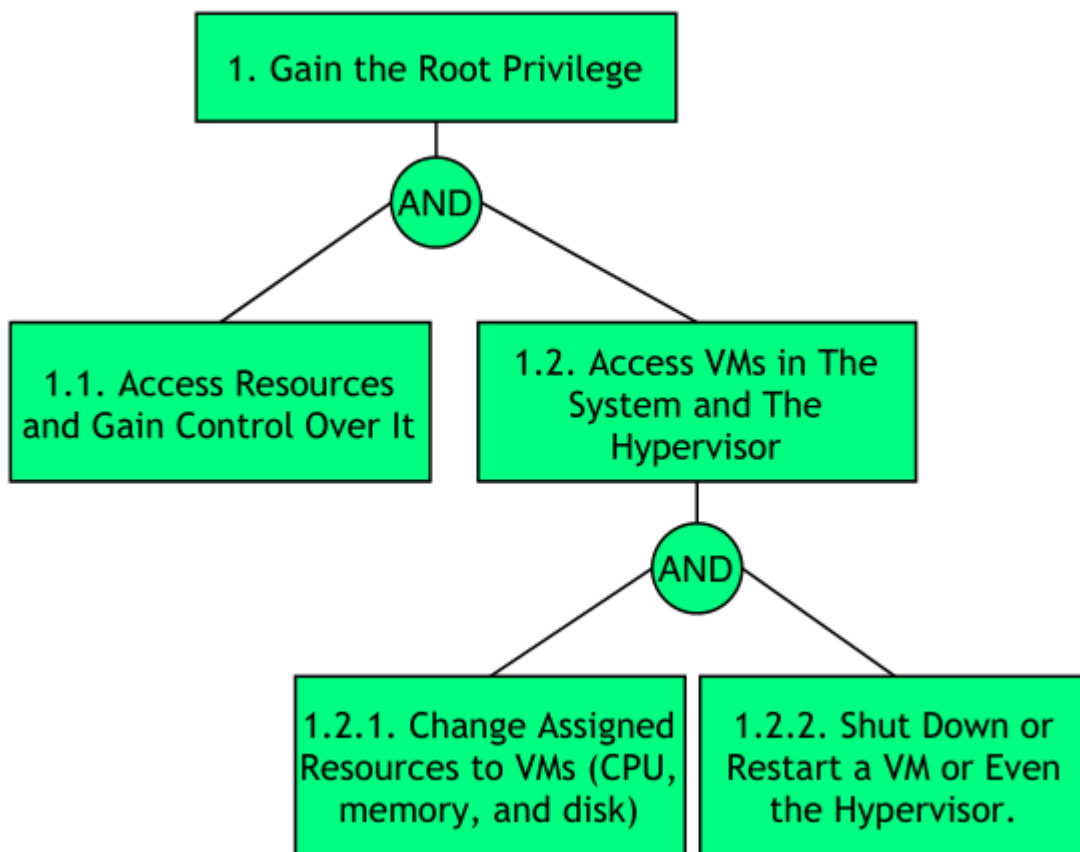 1. Gain the Root Privilege
AND
1.1. Access Resources
and Gain Control Over It
1.2. Access VMs in The
System and The
Hypervisor
AND
1.2.1. Change Assigned
Resources to VMs (CPU,
memory, and disk)
1.2.2. Shut Down or
Restart a VM or Even
the Hypervisor.